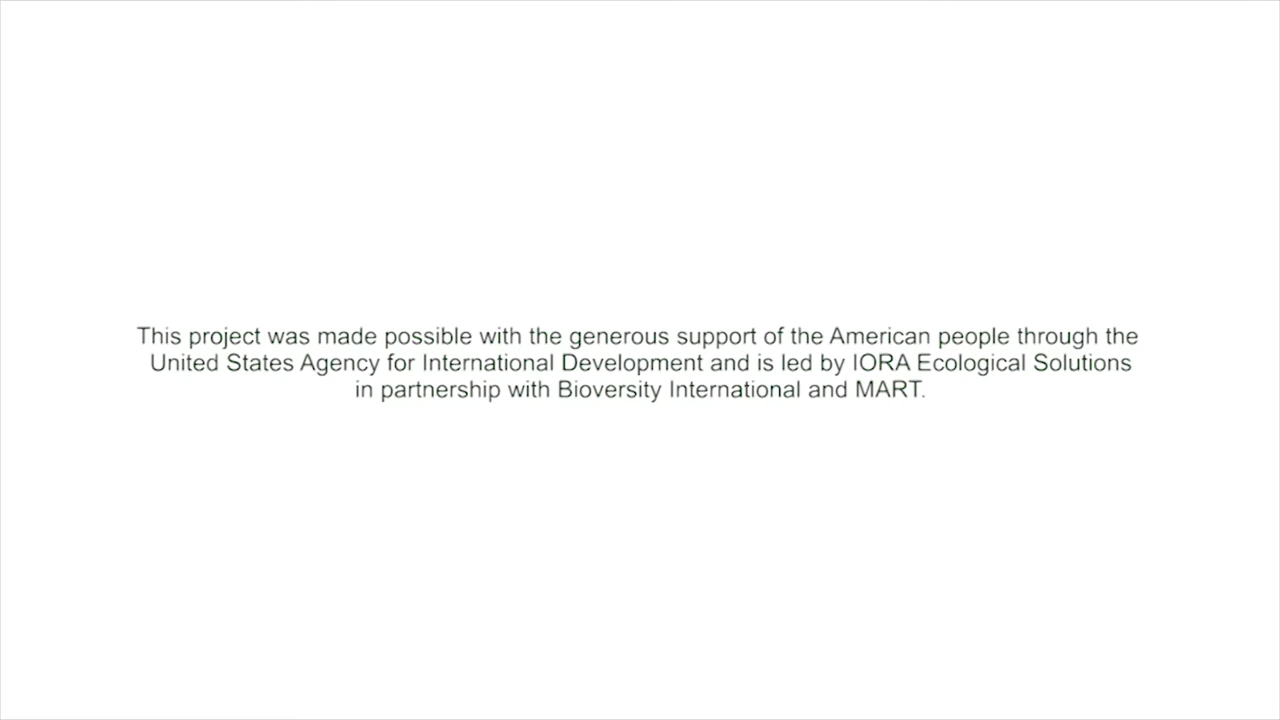 This project was made possible with the generous support of the American people through the
United States Agency for International Development and is led by IORA Ecological Solutions
in partnership with Bioversity International and MART.